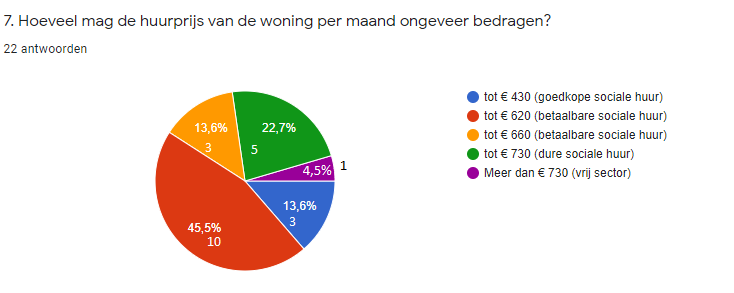 7. Hoeveel mag de huurprijs van de woning per maand ongeveer bedragen?
22 antwoorden
13,6%
3
22,7%
5
4,5%
1
13,6%
3
45,5%
10
tot € 430 (goedkope sociale huur)
tot € 620 (betaalbare sociale huur)
tot € 660 (betaalbare sociale huur)
tot € 730 (dure sociale huur)
Meer dan € 730 (vrij sector)